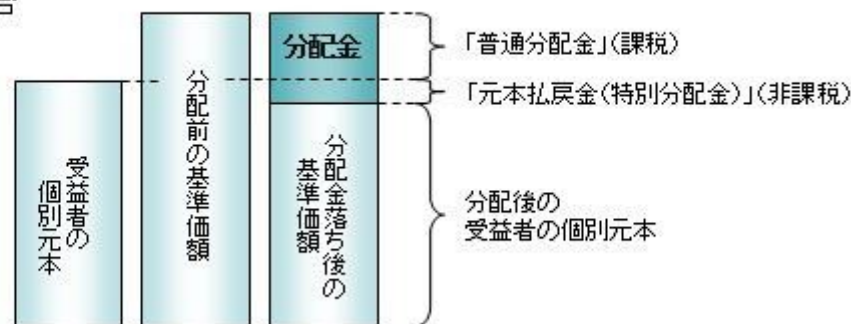 分配金
「普通分配金」(課税)
「元本払戻金(特別分配金)」(非課税)
受益者の
個別元本
分配前の基準価額
分配金落ち後の
基準価額
分配後の
受益者の個別元本